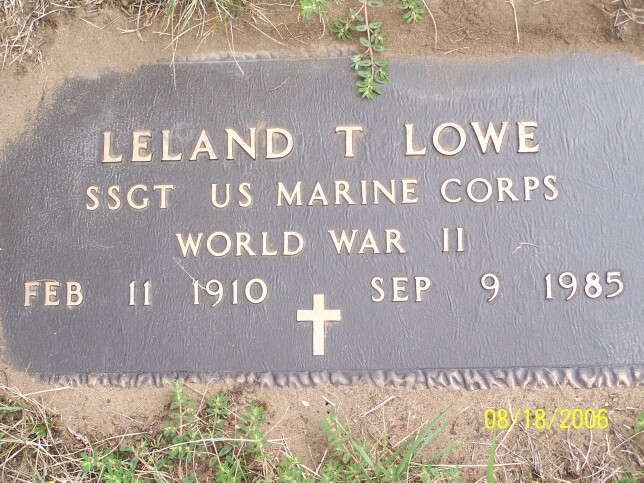 LELAND T LOWE
SSGT US MARINE CORPS
WORLD WAR II
FEB 11 1910 SEP 9 1985
08/18/2006